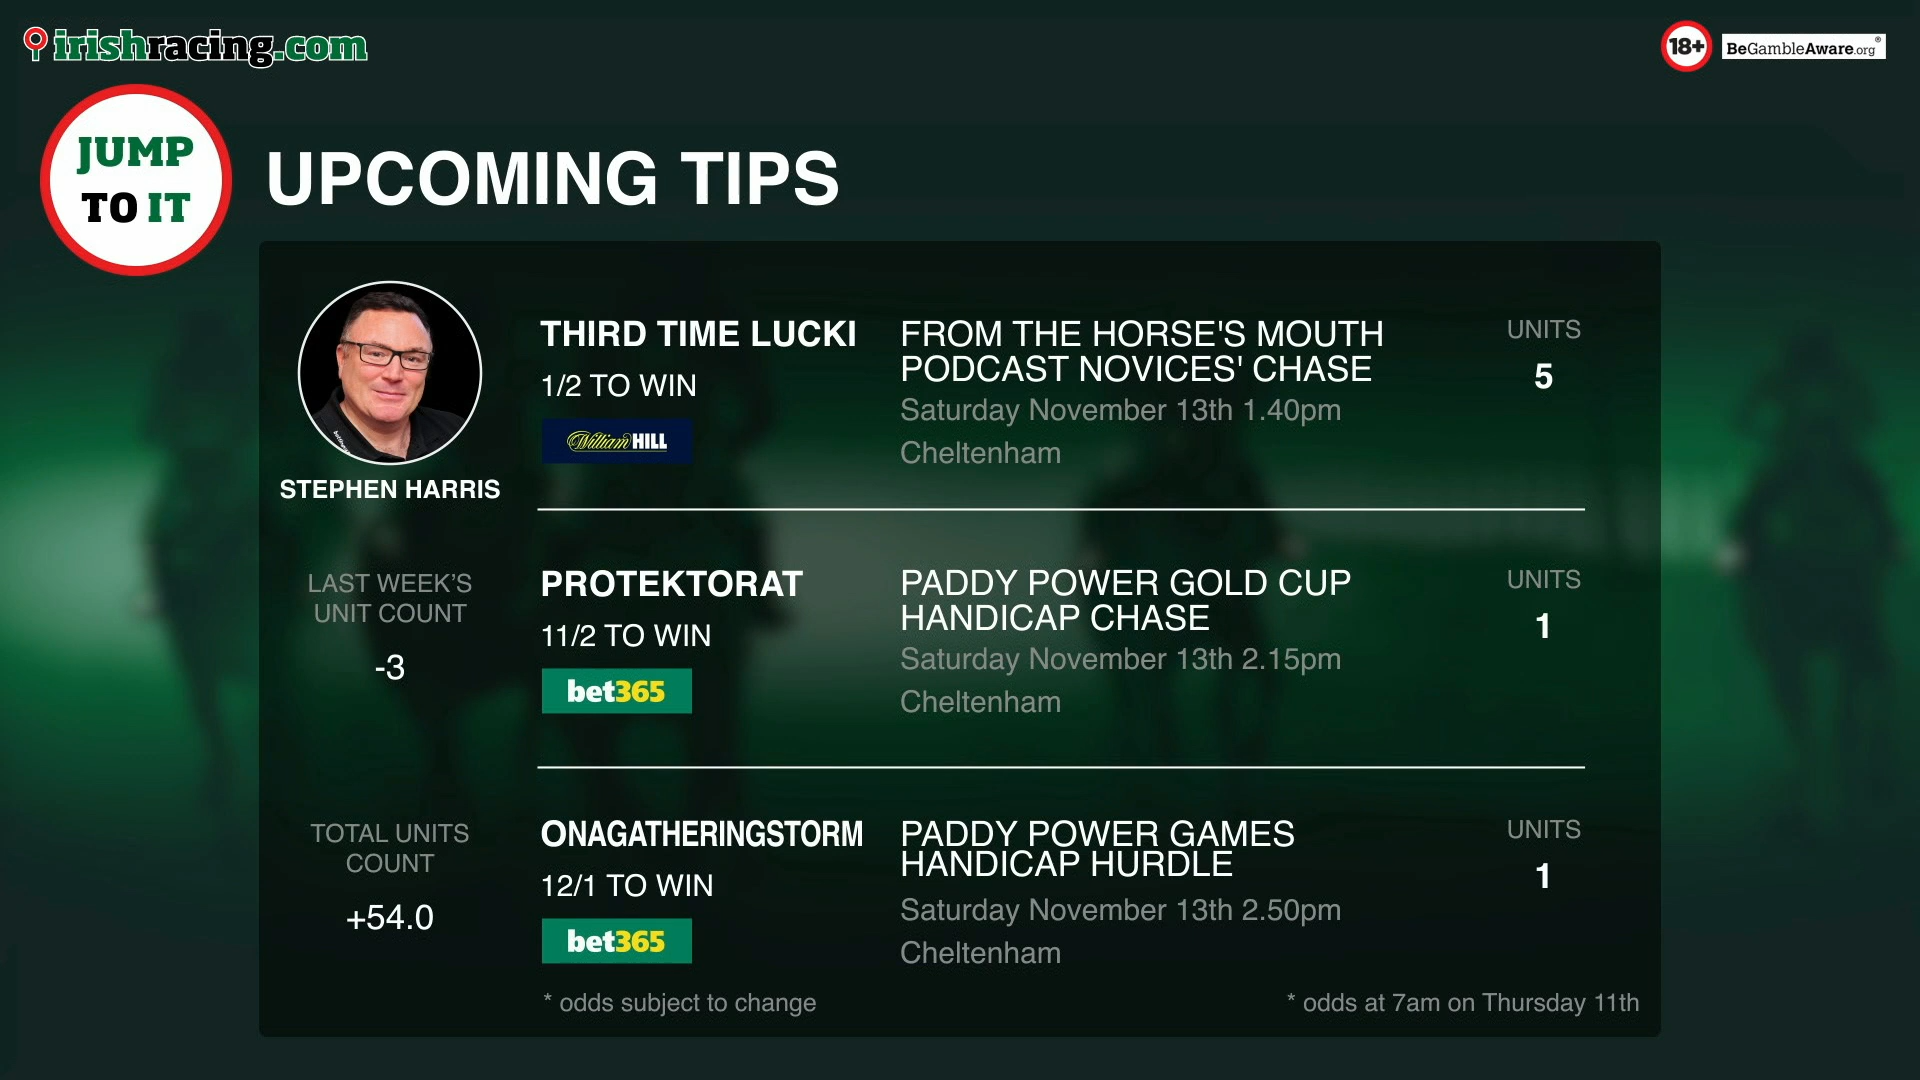 irishracing.com
18+ BeGambleAware.org®
JUMP
TO IT
UPCOMING TIPS
STEPHEN HARRIS
LAST WEEK'S
UNIT COUNT
-3
TOTAL UNITS
COUNT
+54.0
THIRD TIME LUCKI
1/2 TO WIN
William HILL
FROM THE HORSE'S MOUTH
PODCAST NOVICES' CHASE
Saturday November 13th 1.40pm
Cheltenham
UNITS
5
PROTEKTORAT
11/2 TO WIN
bet365
PADDY POWER GOLD CUP
HANDICAP CHASE
Saturday November 13th 2.15pm
Cheltenham
UNITS
1
ONAGATHERINGSTORM
12/1 TO WIN
bet365
PADDY POWER GAMES
HANDICAP HURDLE
Saturday November 13th 2.50pm
Cheltenham
UNITS
1
* odds subject to change
* odds at 7am on Thursday 11th